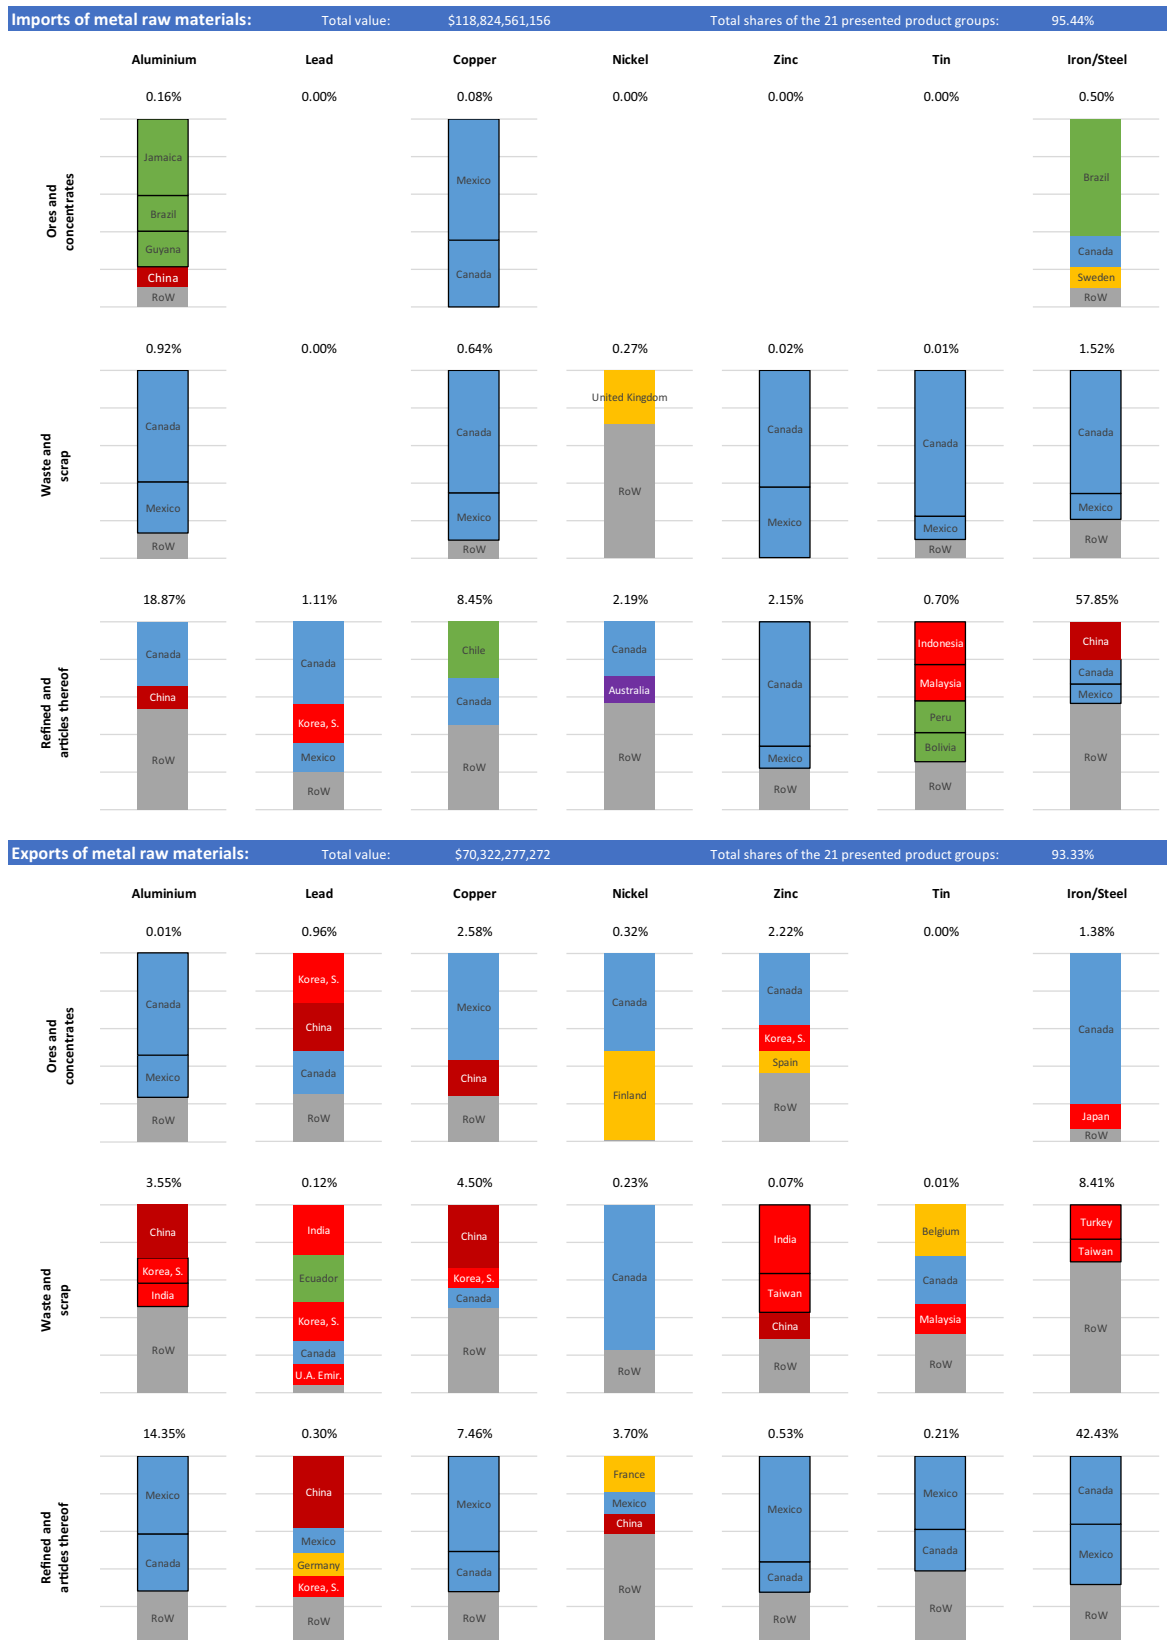 Imports of metal raw materials: Total value: $118,824,561,156 Total shares of the 21 presented product groups: 95.44%
Aluminium Lead Copper Nickel Zinc Tin Iron/Steel
Ores and
concentrates
0.16% 0.00% 0.08% 0.00% 0.00% 0.00% 0.50%
Jamaica
Brazil
Guyana
China
RoW
Mexico
Canada
Brazil
Canada
Sweden
RoW
Waste and
scrap
0.92% 0.00% 0.64% 0.27% 0.02% 0.01% 1.52%
Canada
Mexico
RoW
Canada
Mexico
RoW
United Kingdom
RoW
Canada
Mexico
Canada
Mexico
RoW
Canada
Mexico
RoW
Refined and
articles thereof
18.87% 1.11% 8.45% 2.19% 2.15% 0.70% 57.85%
Canada
China
RoW
Canada
Korea, S.
Mexico
RoW
Chile
Canada
RoW
Canada
Australia
RoW
Canada
Mexico
RoW
Indonesia
Malaysia
Peru
Bolivia
RoW
China
Canada
Mexico
RoW
Exports of metal raw materials: Total value: $70,322,277,272 Total shares of the 21 presented product groups: 93.33%
Aluminium Lead Copper Nickel Zinc Tin Iron/Steel
Ores and
concentrates
0.01% 0.96% 2.58% 0.32% 2.22% 0.00% 1.38%
Canada
Mexico
RoW
Korea, S.
China
Canada
RoW
Mexico
China
RoW
Canada
Finland
Canada
Korea, S.
Spain
RoW
Canada
Japan
RoW
Waste and
scrap
3.55% 0.12% 4.50% 0.23% 0.07% 0.01% 8.41%
China
Korea, S.
India
RoW
India
Ecuador
Korea, S.
Canada
U.A. Emir.
China
Korea, S.
Canada
RoW
Canada
RoW
India
Taiwan
China
RoW
Belgium
Canada
Malaysia
RoW
Turkey
Taiwan
RoW
Refined and
articles thereof
14.35% 0.30% 7.46% 3.70% 0.53% 0.21% 42.43%
Mexico
Canada
RoW
China
Mexico
Germany
Korea, S.
RoW
Mexico
Canada
RoW
France
Mexico
China
RoW
Mexico
Canada
RoW
Mexico
Canada
RoW
Canada
Mexico
RoW